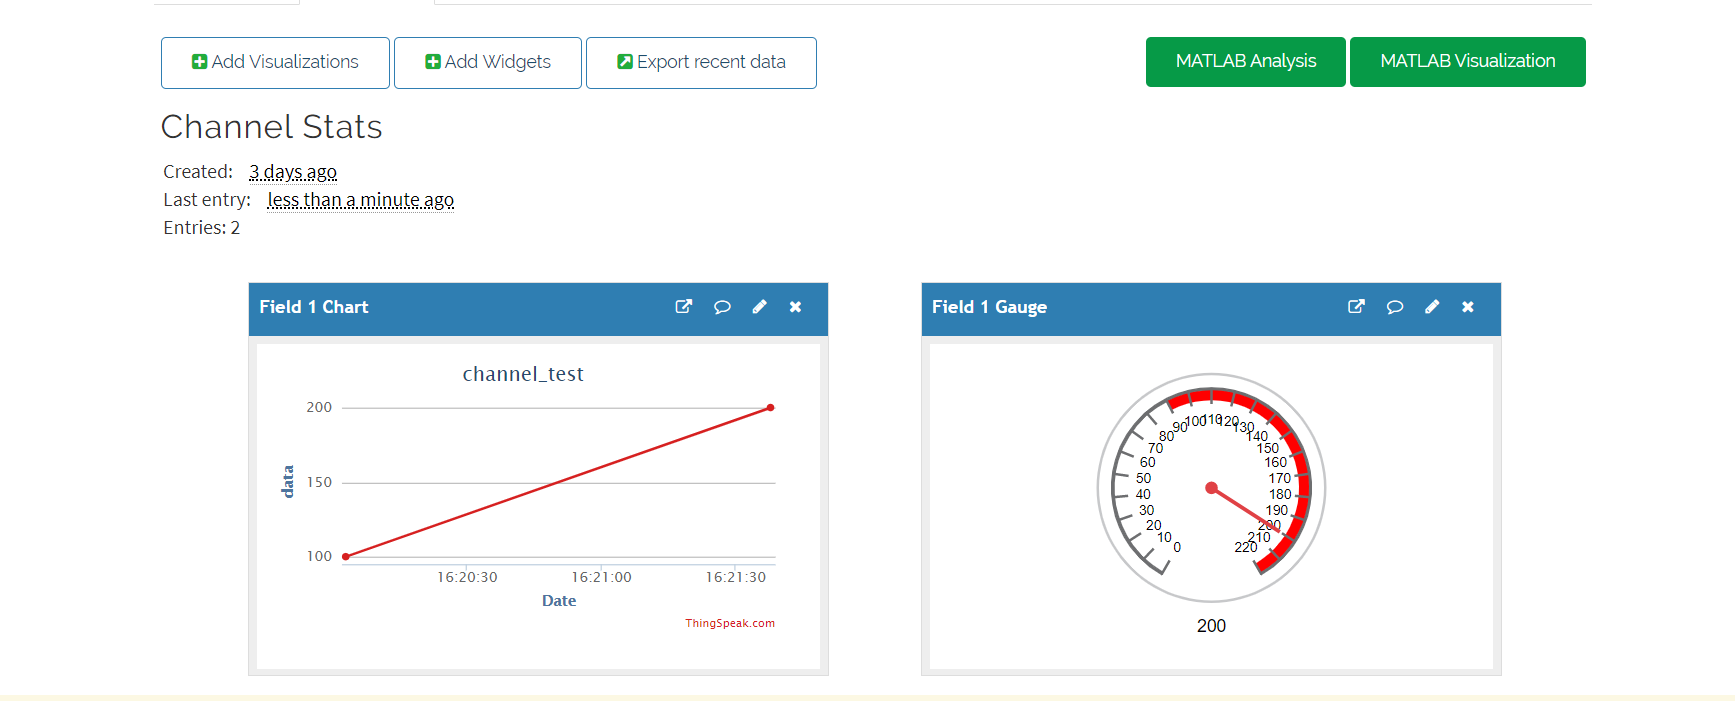 Add Visualizations
Add Widgets
Export recent data
MATLAB Analysis
MATLAB Visualization
Channel Stats
Created: 3 days ago
Last entry: less than a minute ago
Entries: 2
Field 1 Chart
channel_test
200
150
100
data
16:20:30 16:21:00 16:21:30
Date
ThingSpeak.com
Field 1 Gauge
0
10
20
30
40
50
60
70
80
90
100
110
120
130
140
150
160
170
180
190
200
210
220
200